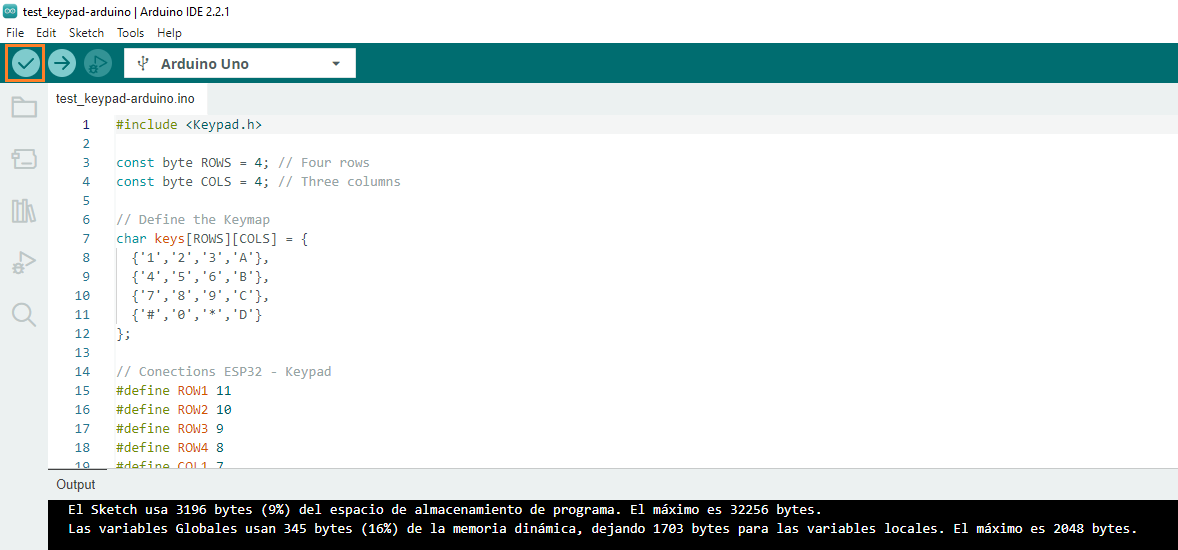 test_keypad-arduino | Arduino IDE 2.2.1
File Edit Sketch Tools Help
Arduino Uno
test_keypad-arduino.ino
1 #include <Keypad.h>
2
3 const byte ROWS = 4; // Four rows
4 const byte COLS = 4; // Three columns
5
6 // Define the Keymap
7 char keys[ROWS][COLS] = {
8 {'1','2','3','A'},
9 {'4','5','6','B'},
10 {'7','8','9','C'},
11 {'#','0','*','D'}
12 };
13
14 // Conections ESP32 - Keypad
15 #define ROW1 11
16 #define ROW2 10
17 #define ROW3 9
18 #define ROW4 8
19 #define COL1 7
Output
El Sketch usa 3196 bytes (9%) del espacio de almacenamiento de programa. El máximo es 32256 bytes.
Las variables Globales usan 345 bytes (16%) de la memoria dinámica, dejando 1703 bytes para las variables locales. El máximo es 2048 bytes.